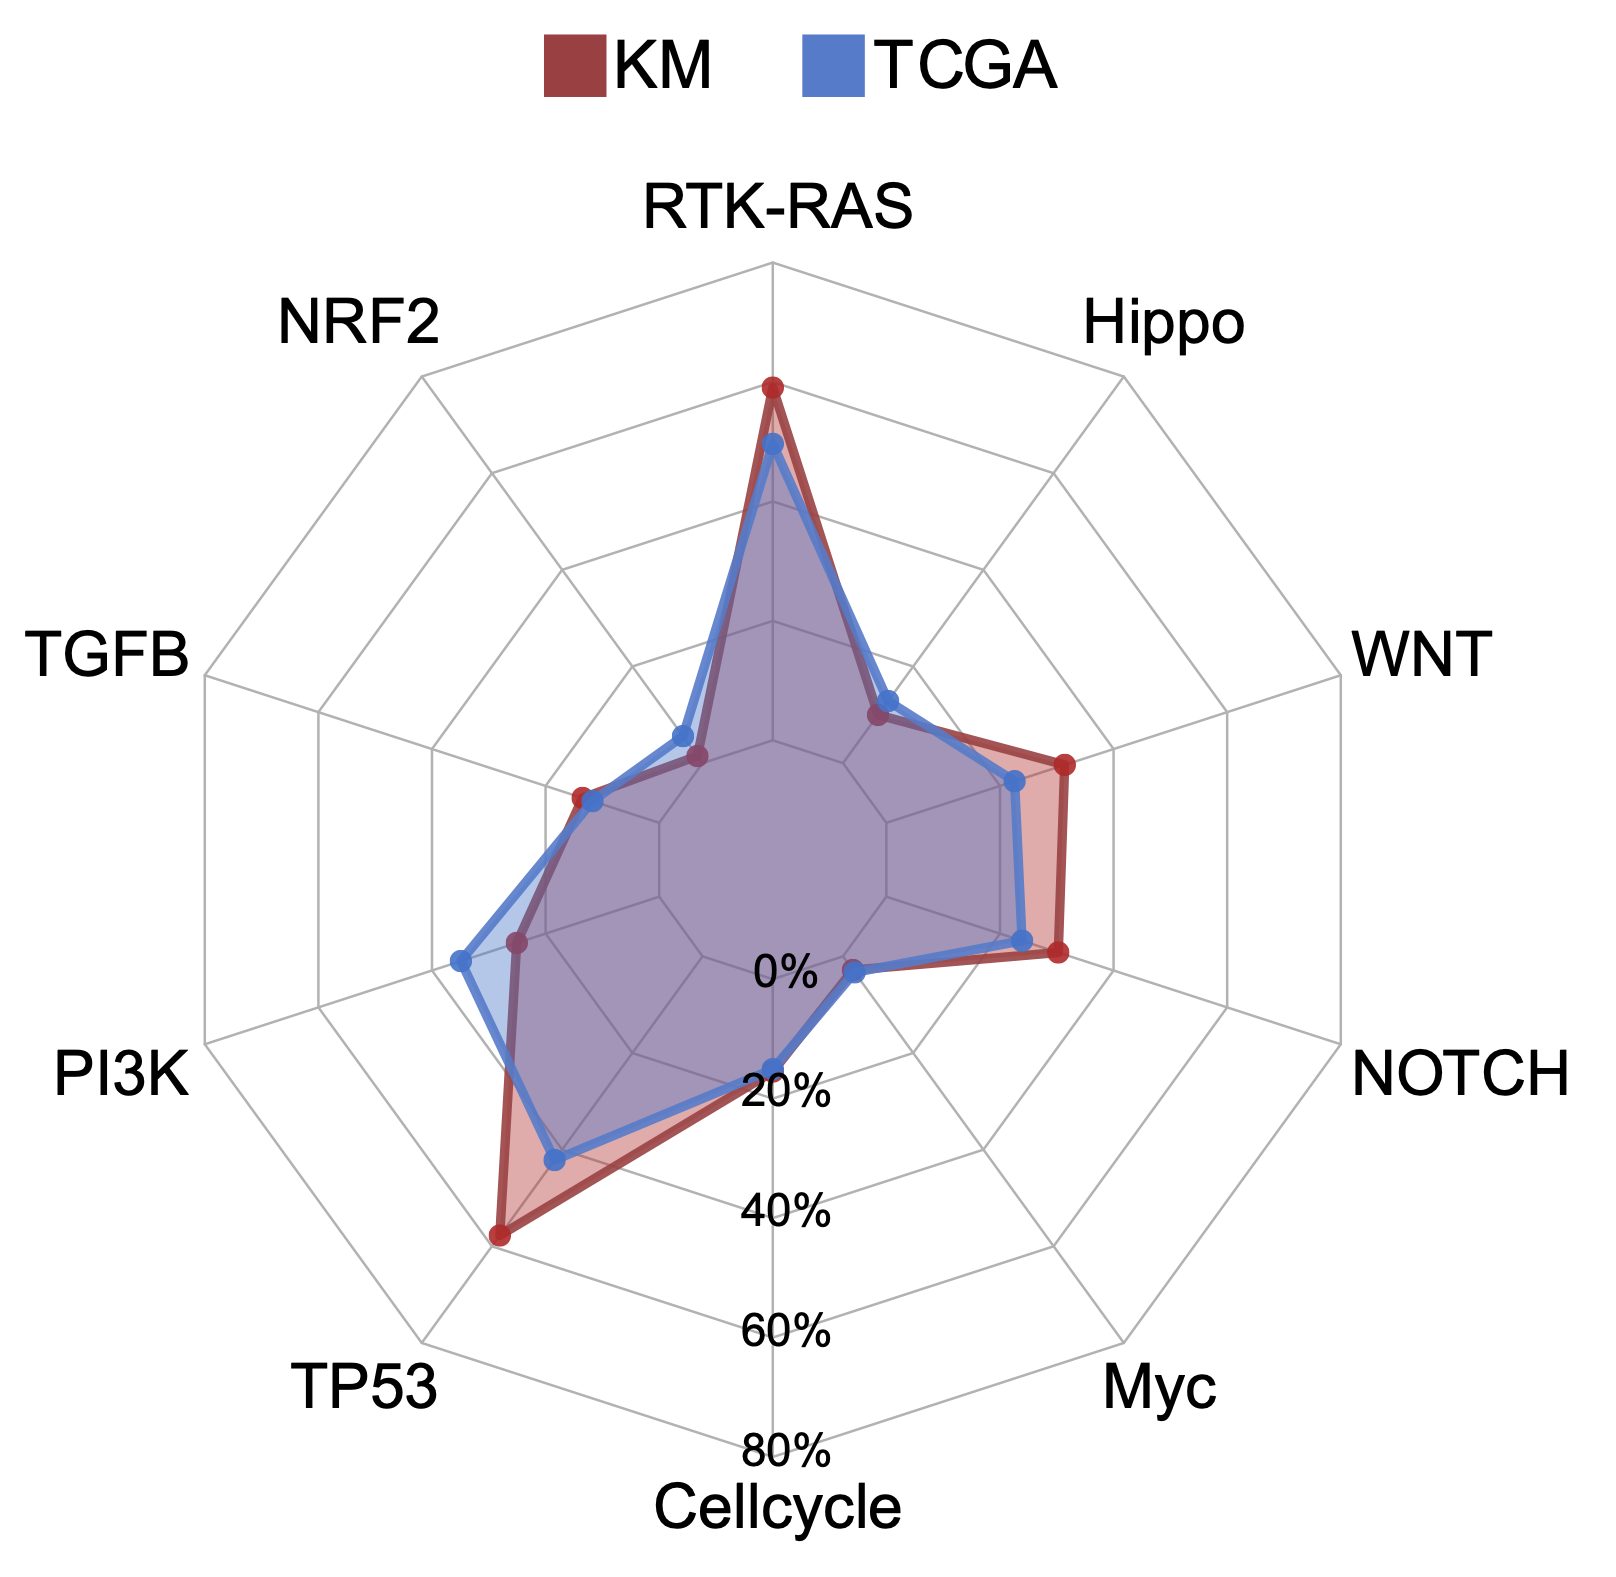 KM TCGA
RTK-RAS
NRF2 Hippo
TGFB WNT
0%
PI3K 20% NOTCH
40%
60%
TP53 Myc
80%
Cellcycle